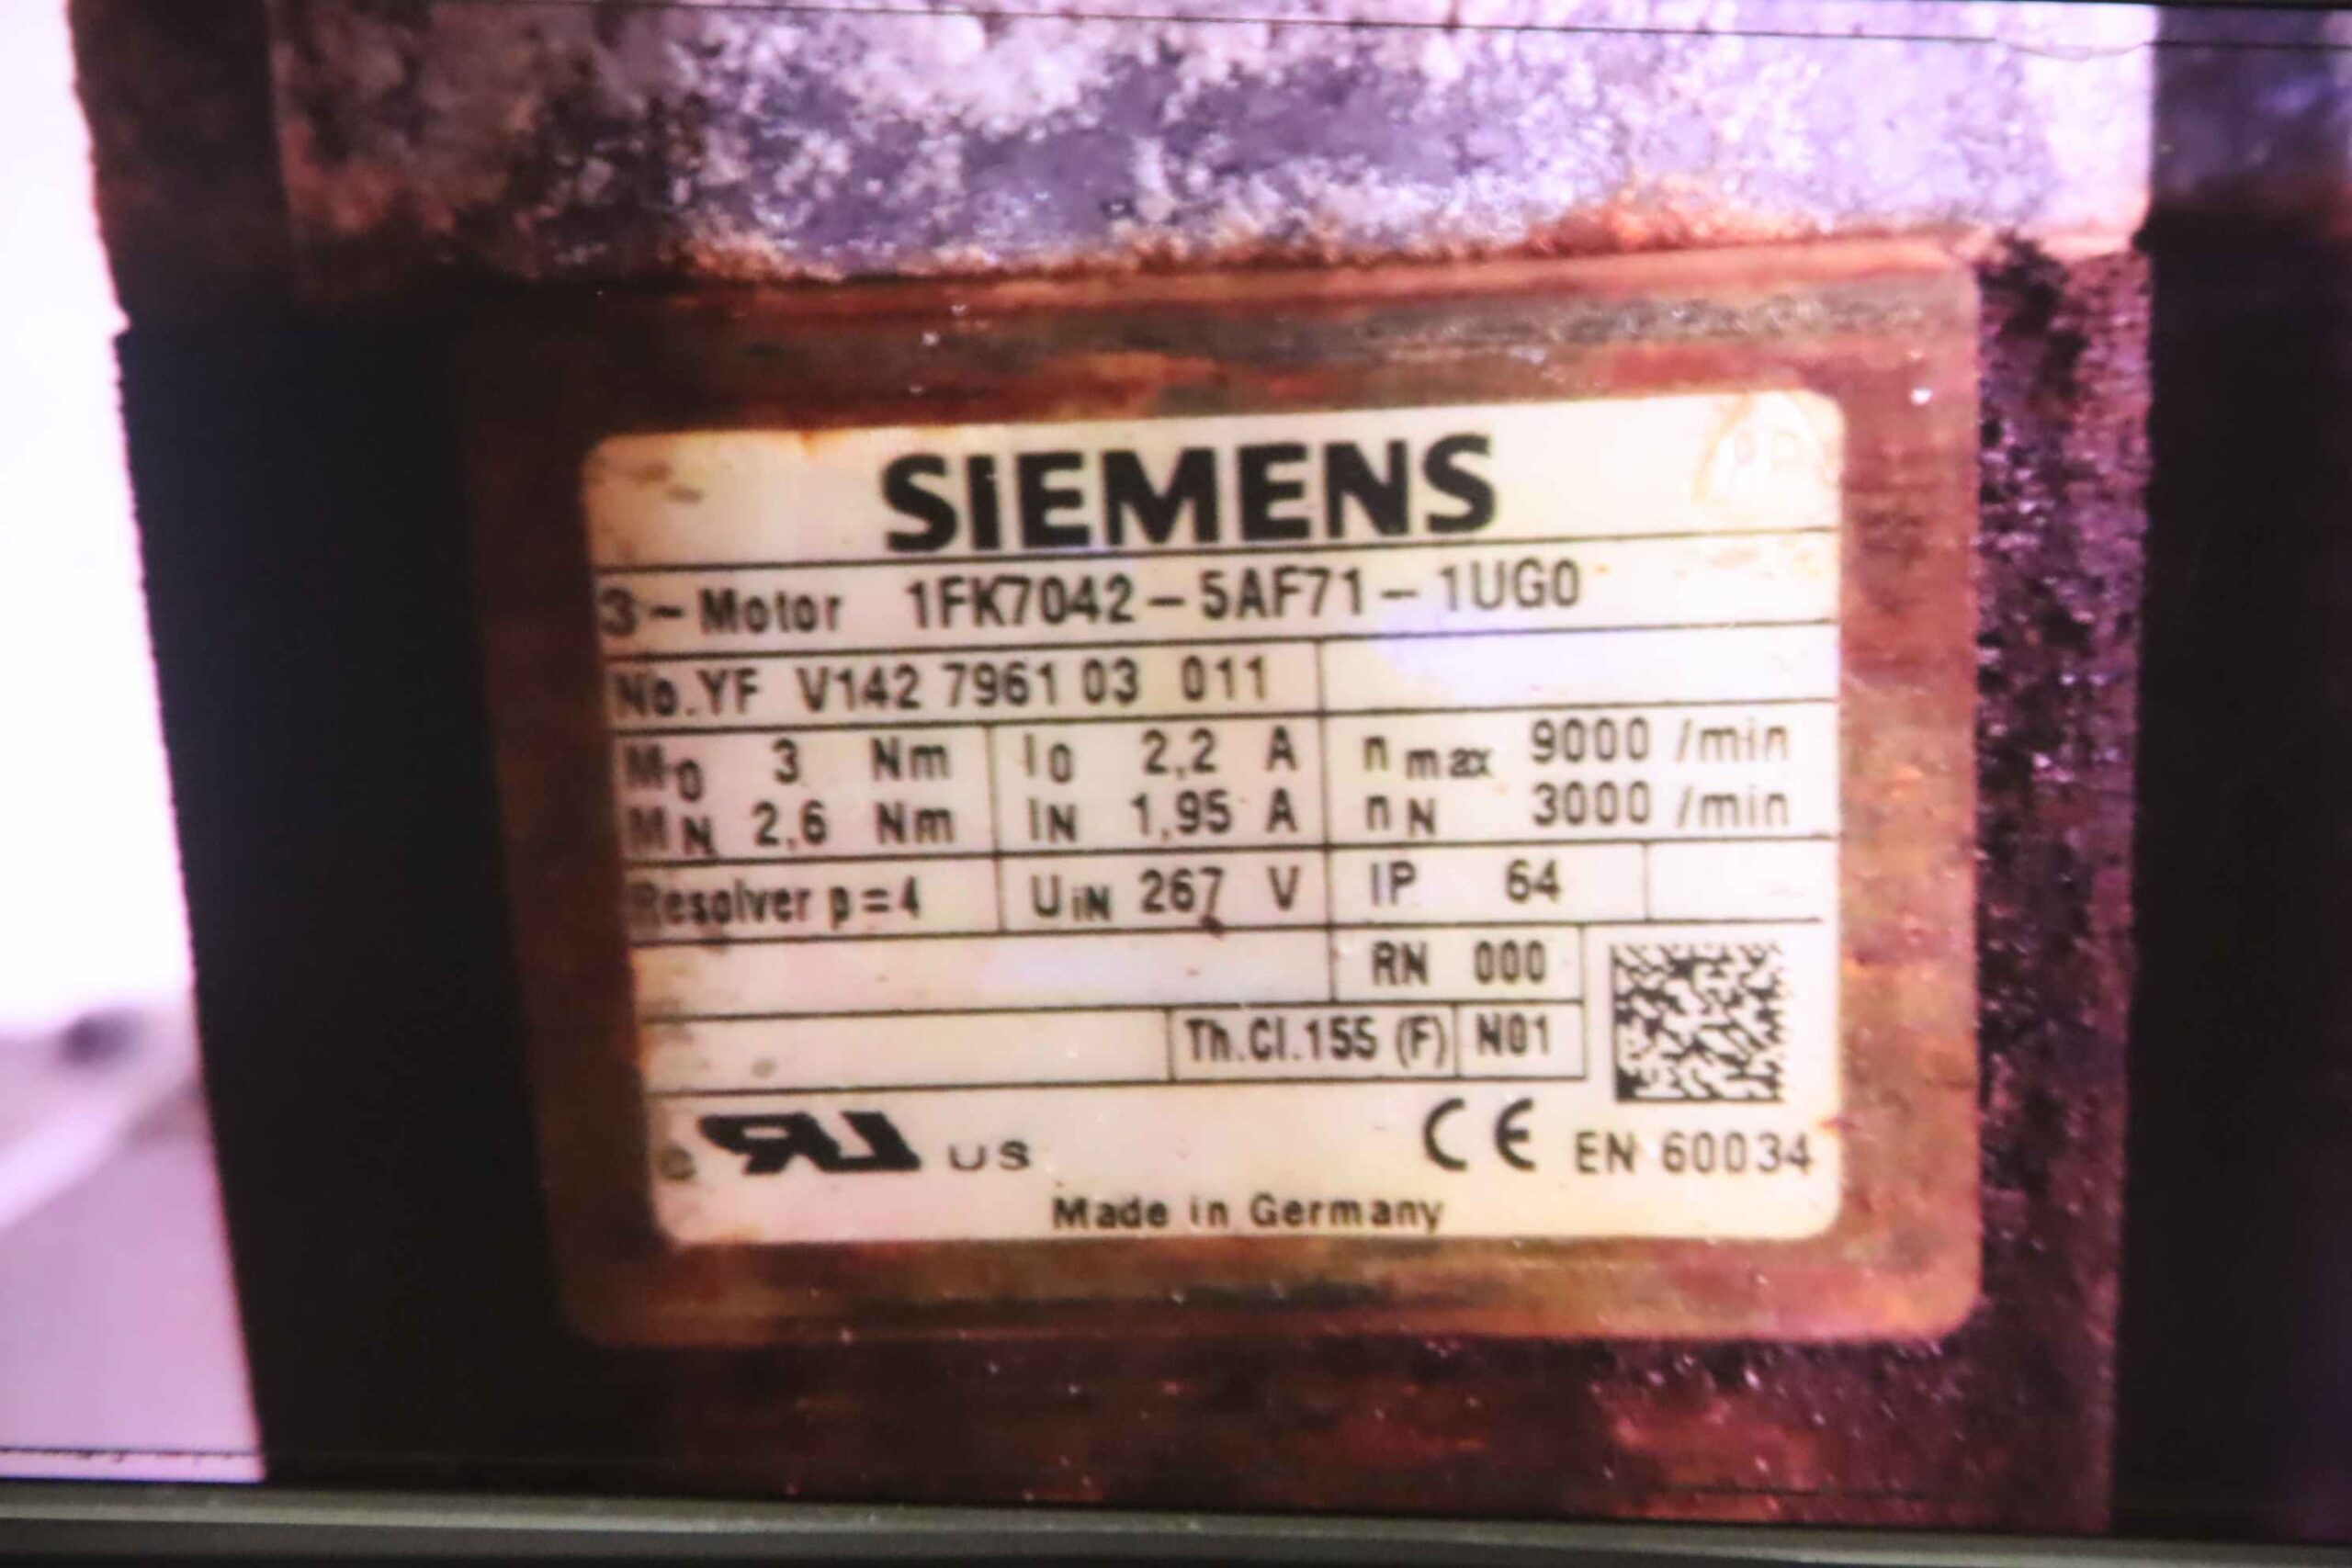 SIEMENS
3~Motor 1FK7042-5AF71-1UG0
No.YF V142 7961 03 011
M0 3 Nm I0 2,2 A n max 9000 /min
MN 2,6 Nm IN 1,95 A nN 3000 /min
Resolver p=4 UiN 267 V IP 64
RN 000
Th.Cl.155 (F) N01
c RU US CE EN 60034
Made in Germany